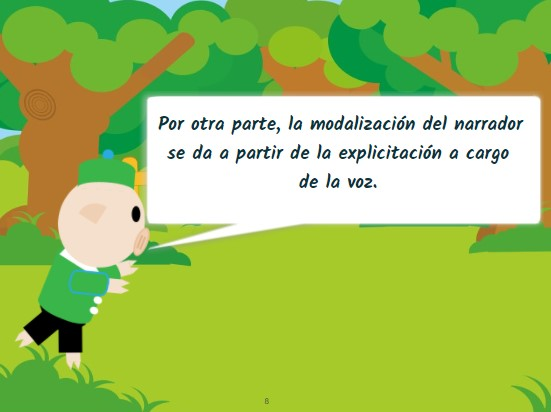 Por otra parte, la modalización del narrador
se da a partir de la explicitación a cargo
de la voz.
8